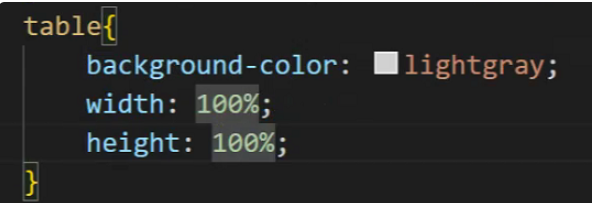 table{
background-color: lightgray;
width: 100%;
height: 100%;
}